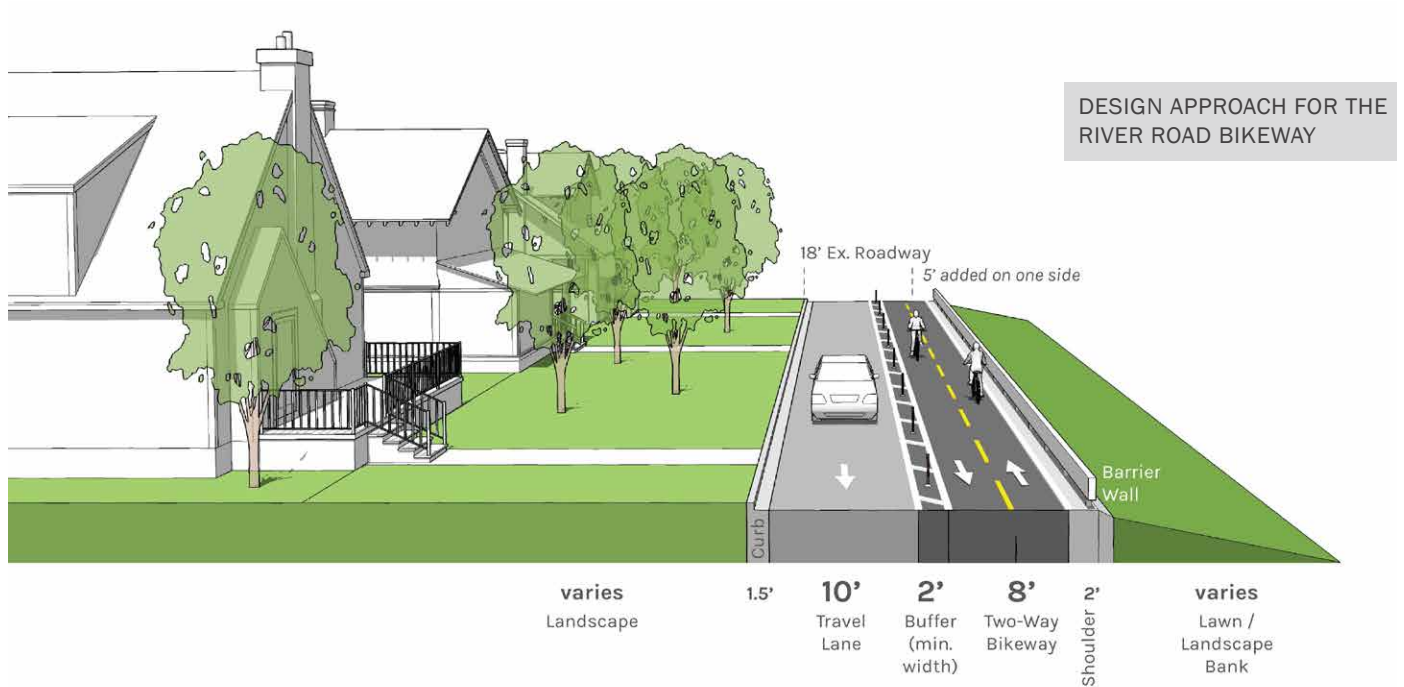 DESIGN APPROACH FOR THE
RIVER ROAD BIKEWAY
18’ Ex. Roadway
5’ added on one side
Barrier
Wall
Curb
varies
Landscape
1.5’
10’
Travel
Lane
2’
Buffer
(min.
width)
8’
Two-Way
Bikeway
2’
Shoulder
varies
Lawn /
Landscape
Bank